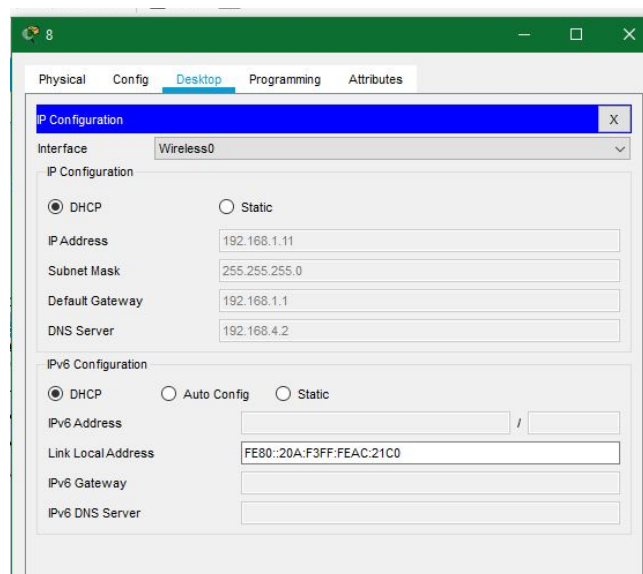 8
Physical Config Desktop Programming Attributes
IP Configuration X
Interface Wireless0
IP Configuration
DHCP Static
IP Address 192.168.1.11
Subnet Mask 255.255.255.0
Default Gateway 192.168.1.1
DNS Server 192.168.4.2
IPv6 Configuration
DHCP Auto Config Static
IPv6 Address /
Link Local Address FE80::20A:F3FF:FEAC:21C0
IPv6 Gateway
IPv6 DNS Server